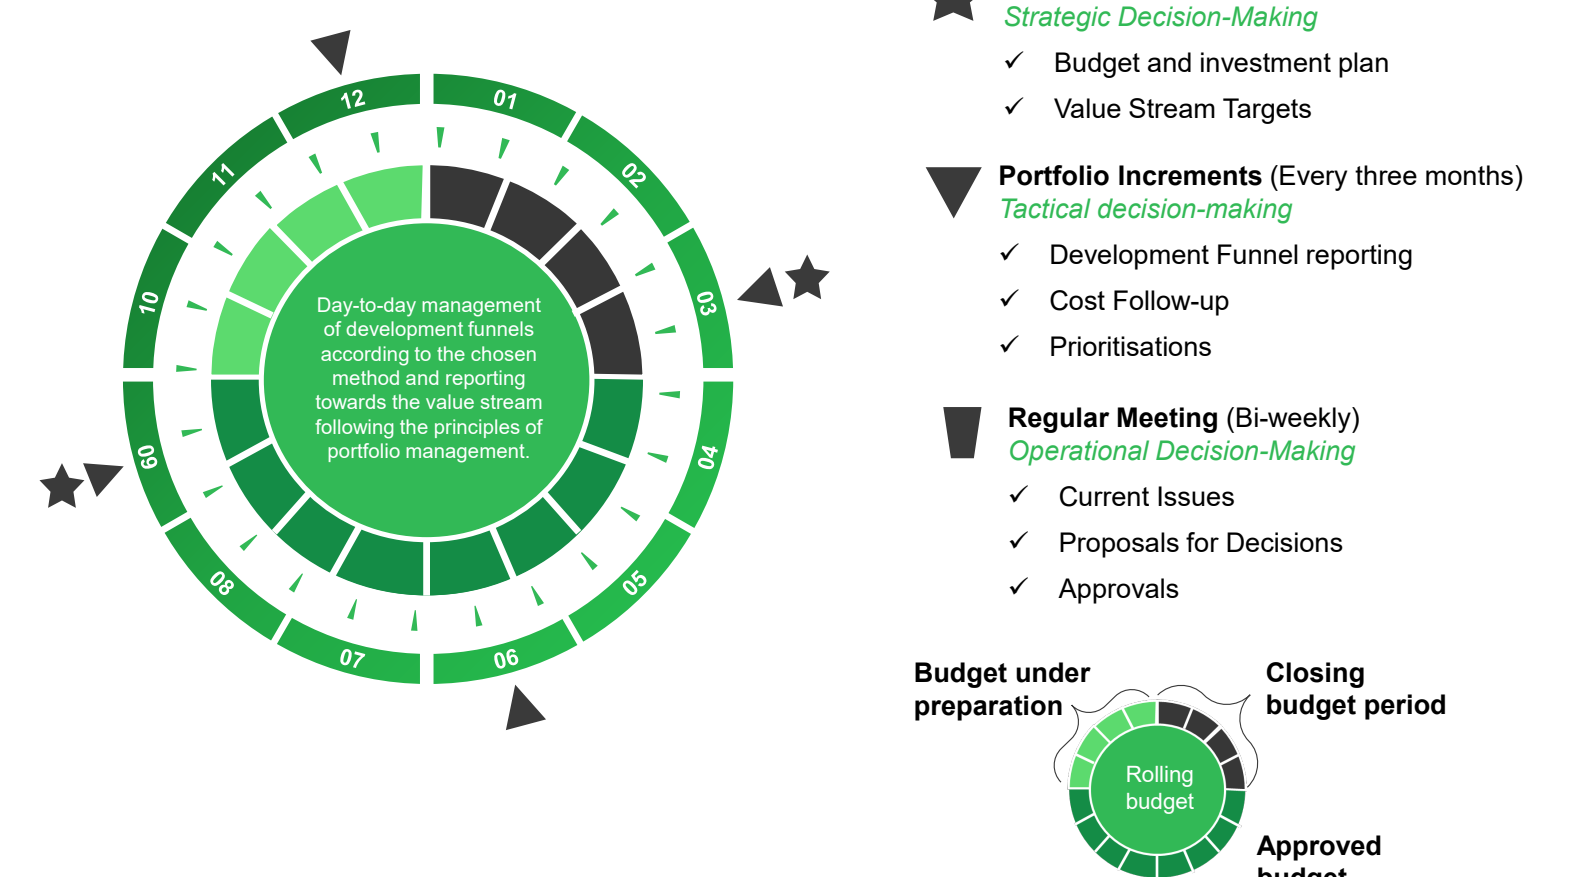 12
01
11
02
10
03
09
04
08
05
07
06
Day-to-day management
of development funnels
according to the chosen
method and reporting
towards the value stream
following the principles of
portfolio management.
Strategic Decision-Making
✓ Budget and investment plan
✓ Value Stream Targets
Portfolio Increments (Every three months)
Tactical decision-making
✓ Development Funnel reporting
✓ Cost Follow-up
✓ Prioritisations
Regular Meeting (Bi-weekly)
Operational Decision-Making
✓ Current Issues
✓ Proposals for Decisions
✓ Approvals
Budget under
preparation
Closing
budget period
Rolling
budget
Approved
budget